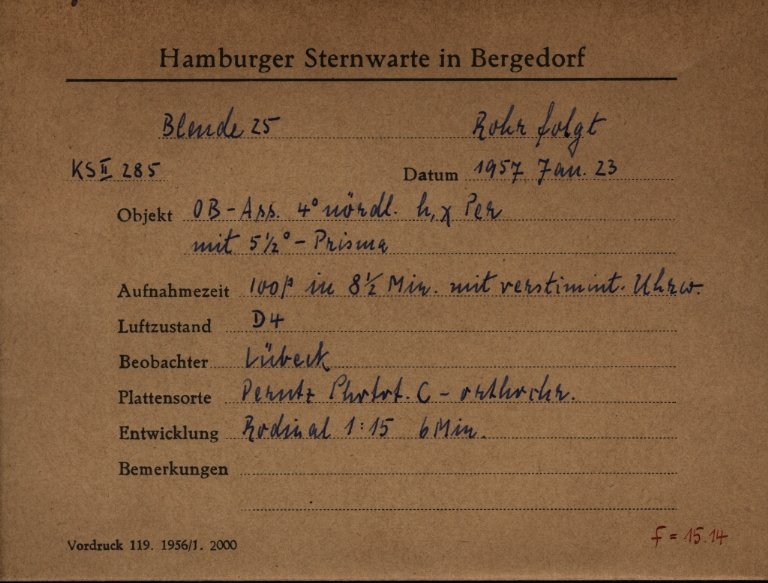 Hamburger Sternwarte in Bergedorf
Blende 25 Rohr folgt
KS II 285 Datum 1957 Jan. 23
Objekt OB-Ass. 4° nördl. h, χ Per
mit 5½°-Prisma
Aufnahmezeit 100p in 8½ Min. mit verstimmt. Uhrw.
Luftzustand D4
Beobachter Lübeck
Plattensorte Perutz Photot. C - orthochr.
Entwicklung Rodinal 1:15 6 Min.
Bemerkungen
Vordruck 119. 1956/1. 2000
f = 15.14